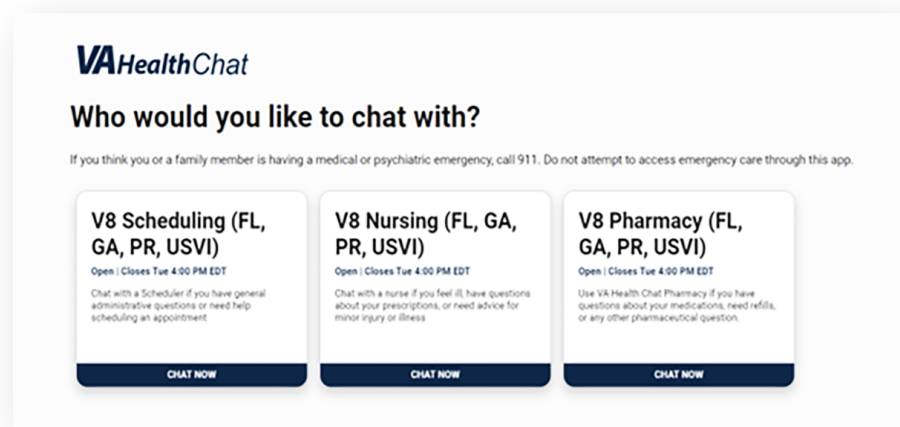 VA HealthChat
Who would you like to chat with?
If you think you or a family member is having a medical or psychiatric emergency, call 911. Do not attempt to access emergency care through this app.
V8 Scheduling (FL,
GA, PR, USVI)
Open | Closes Tue 4:00 PM EDT
Chat with a Scheduler if you have general
administrative questions or need help
scheduling an appointment
CHAT NOW
V8 Nursing (FL, GA,
PR, USVI)
Open | Closes Tue 4:00 PM EDT
Chat with a nurse if you feel ill, have questions
about your prescriptions, or need advice for
minor injury or illness
CHAT NOW
V8 Pharmacy (FL,
GA, PR, USVI)
Open | Closes Tue 4:00 PM EDT
Use VA Health Chat Pharmacy if you have
questions about your medications, need refills,
or any other pharmaceutical question.
CHAT NOW